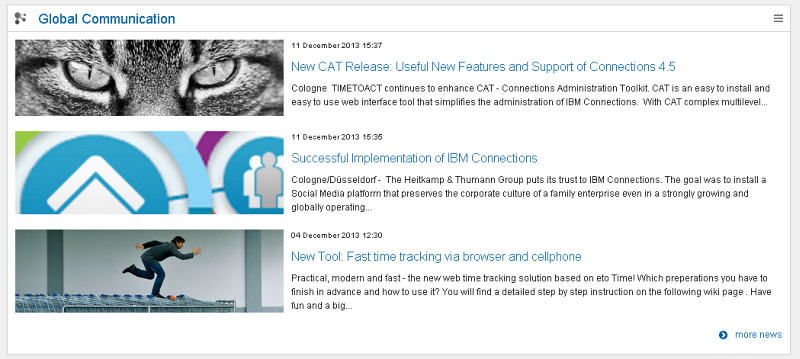 Global Communication
11 December 2013 15:37
New CAT Release: Useful New Features and Support of Connections 4.5
Cologne TIMETOACT continues to enhance CAT - Connections Administration Toolkit. CAT is an easy to install and
easy to use web interface tool that simplifies the administration of IBM Connections. With CAT complex multilevel...
11 December 2013 15:35
Successful Implementation of IBM Connections
Cologne/Düsseldorf - The Heitkamp & Thumann Group puts its trust to IBM Connections. The goal was to install a
Social Media platform that preserves the corporate culture of a family enterprise even in a strongly growing and
globally operating...
04 December 2013 12:30
New Tool: Fast time tracking via browser and cellphone
Practical, modern and fast - the new web time tracking solution based on eto Time! Which preperations you have to
finish in advance and how to use it? You will find a detailed step by step instruction on the following wiki page . Have
fun and a big...
more news